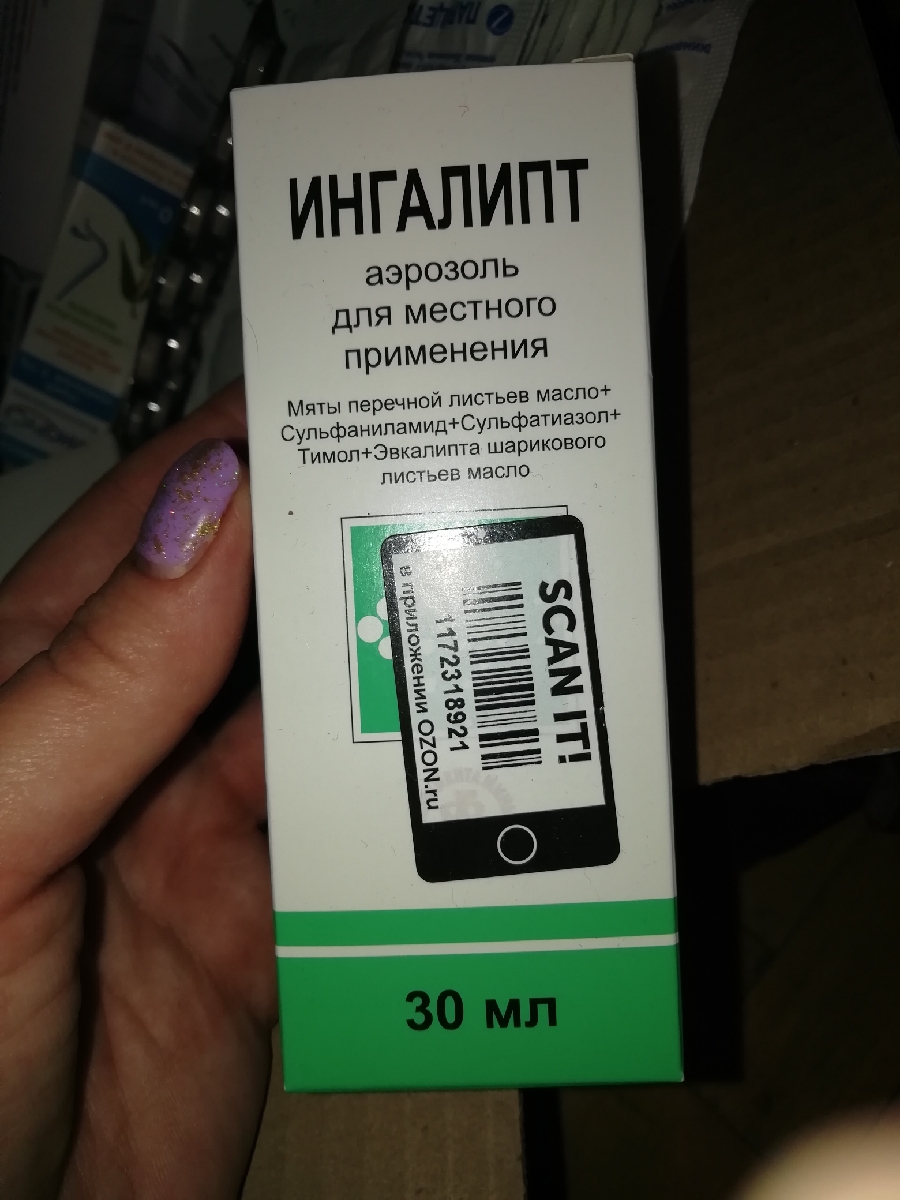 ИНГАЛИПТ
аэрозоль
для местного
применения
Мяты перечной листьев масло+
Сульфаниламид+Сульфатиазол+
Тимол+Эвкалипта шарикового
листьев масло
SCAN IT!
1172318921
в приложении OZON.ru
30 мл